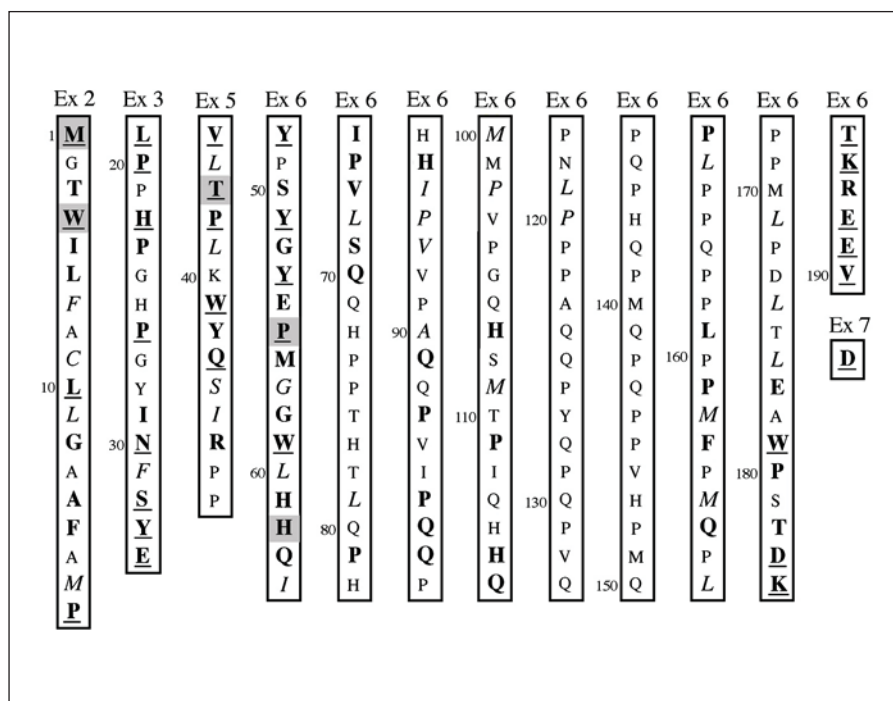 Ex 2
1 M
G
T
W
I
L
F
A
C
10 L
L
G
A
A
F
A
M
P
Ex 3
L
20 P
P
H
P
G
H
P
G
Y
I
30 N
F
S
Y
E
Ex 5
V
L
T
P
L
40 K
W
Y
Q
S
I
R
P
P
Ex 6
Y
P
50 S
Y
G
Y
E
P
M
G
G
W
60 L
H
H
Q
I
Ex 6
I
P
V
L
S
70 Q
Q
H
P
P
T
H
T
L
80 Q
P
H
Ex 6
H
H
I
P
V
V
P
90 A
Q
Q
P
V
I
P
Q
Q
P
Ex 6
100 M
M
P
V
P
G
Q
H
S
M
110 T
P
I
Q
H
H
Q
Ex 6
P
N
L
120 P
P
P
A
Q
Q
P
Y
Q
P
130 Q
P
V
Q
Ex 6
P
Q
P
H
Q
P
140 M
Q
P
Q
P
P
V
H
P
M
150 Q
Ex 6
P
L
P
P
Q
P
P
L
160 P
P
M
F
P
M
Q
P
L
Ex 6
P
P
170 M
L
P
D
L
T
L
E
A
W
180 P
S
T
D
K
Ex 6
T
K
R
E
E
190 V
Ex 7
D